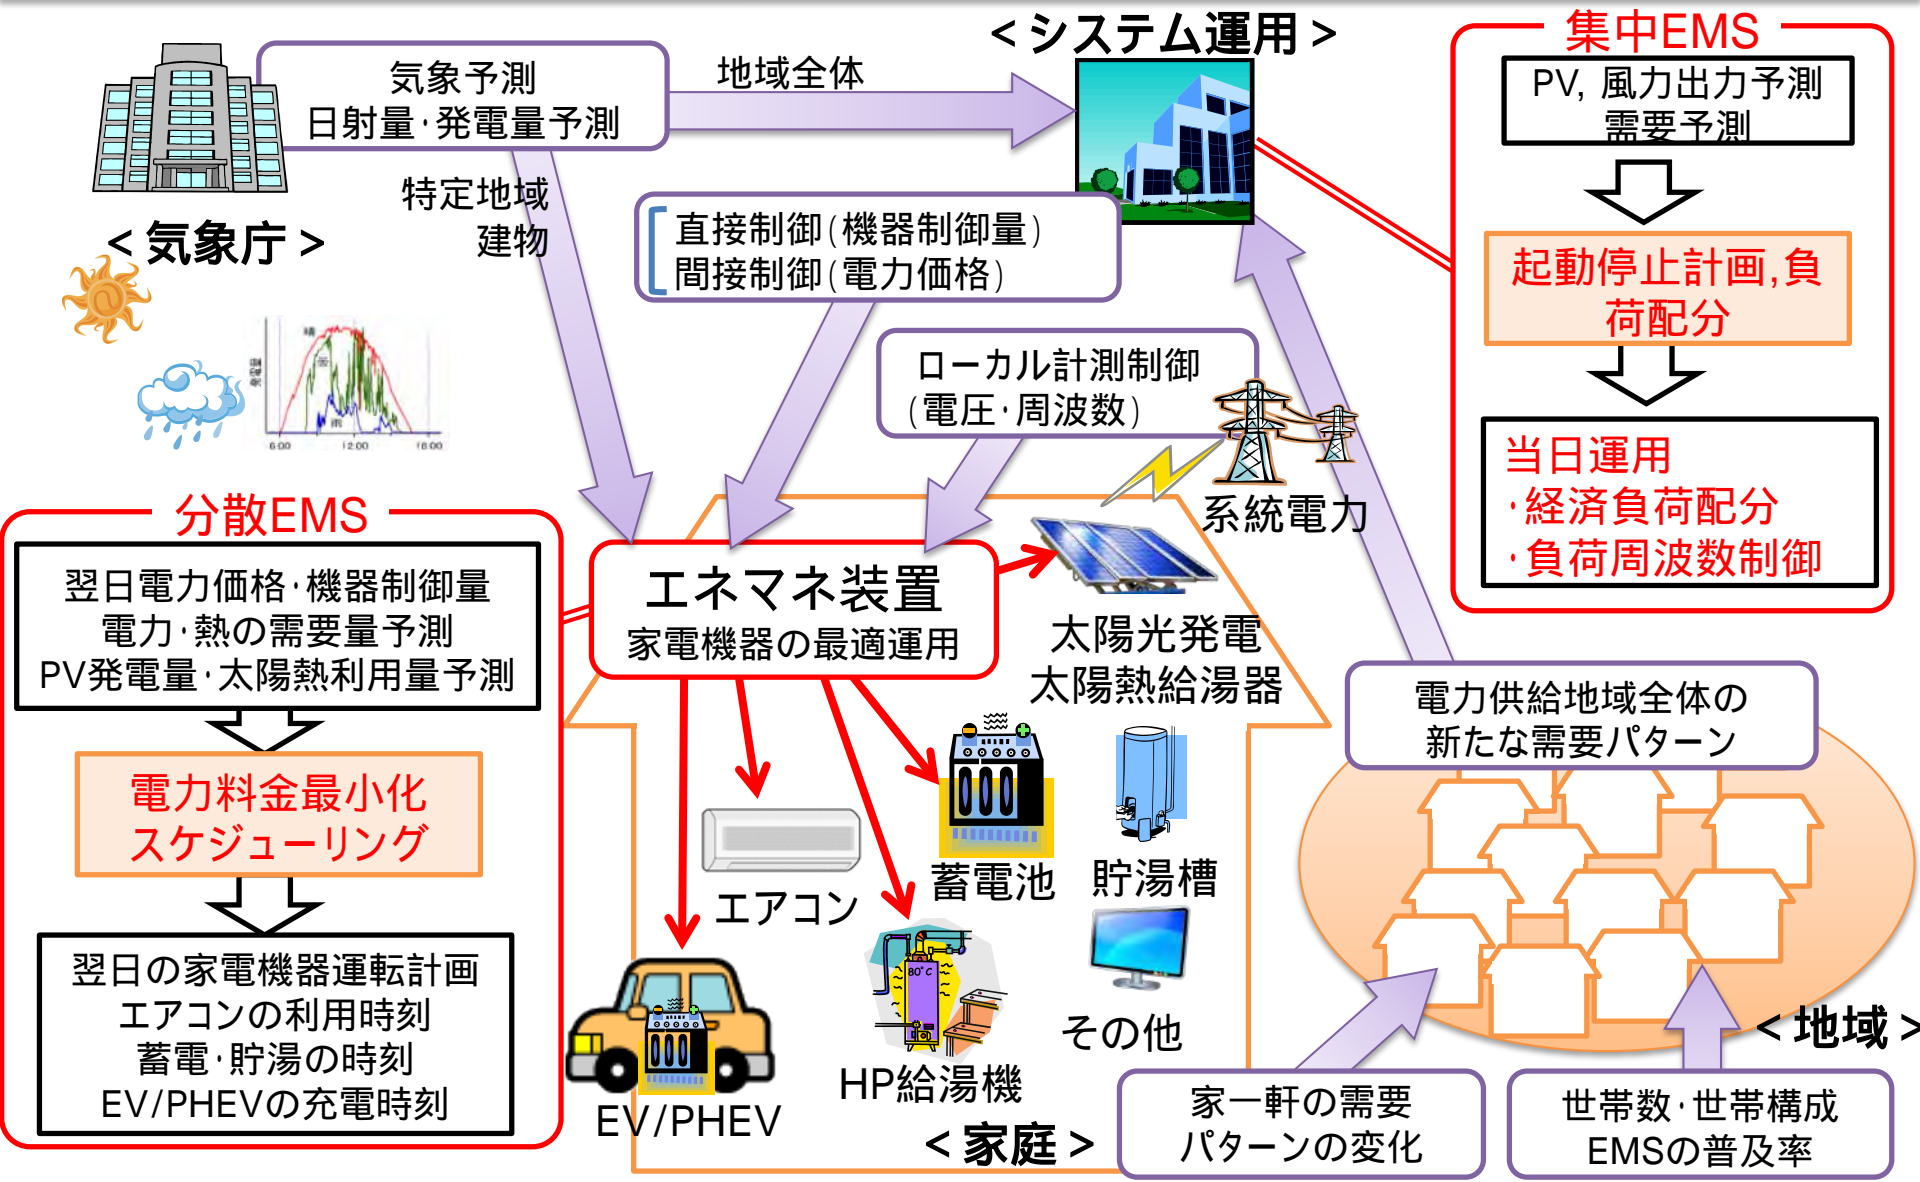 <システム運用>
集中EMS
気象予測
日射量・発電量予測
地域全体
PV, 風力出力予測
需要予測
特定地域
建物
<気象庁>
直接制御(機器制御量)
間接制御(電力価格)
起動停止計画,負
荷配分
ローカル計測制御
(電圧・周波数)
発電量
晴
曇
雨
6:00 12:00 18:00
系統電力
当日運用
・経済負荷配分
・負荷周波数制御
分散EMS
翌日電力価格・機器制御量
電力・熱の需要量予測
PV発電量・太陽熱利用量予測
エネマネ装置
家電機器の最適運用
太陽光発電
太陽熱給湯器
電力供給地域全体の
新たな需要パターン
電力料金最小化
スケジューリング
エアコン
蓄電池
貯湯槽
翌日の家電機器運転計画
エアコンの利用時刻
蓄電・貯湯の時刻
EV/PHEVの充電時刻
80°C
その他
<地域>
HP給湯機
EV/PHEV
<家庭>
家一軒の需要
パターンの変化
世帯数・世帯構成
EMSの普及率